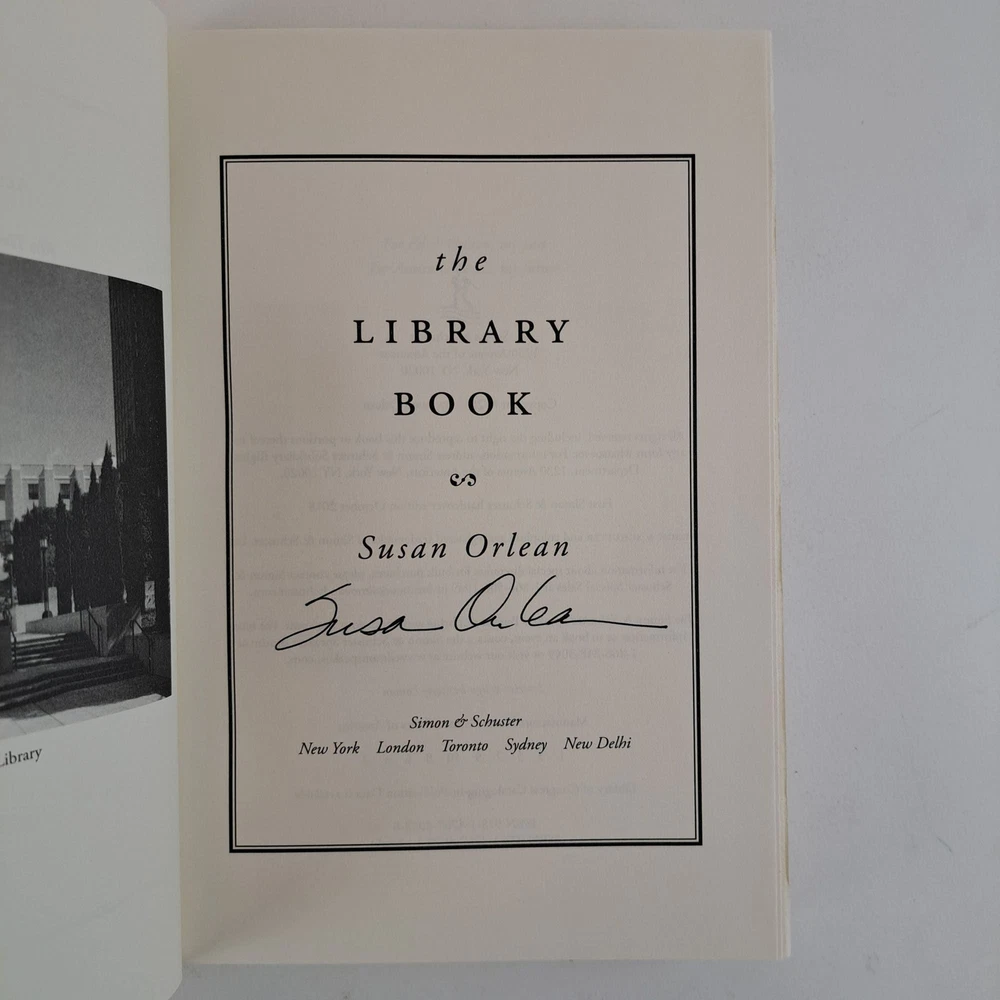 Library
the
LIBRARY
BOOK
Susan Orlean
Susan Orlean
Simon & Schuster
New York London Toronto Sydney New Delhi